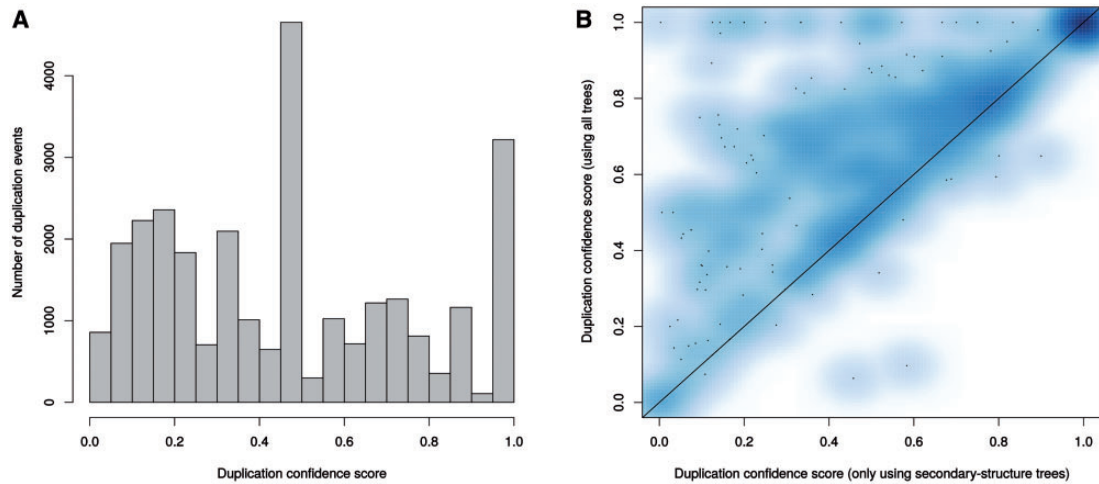 A
Number of duplication events
4000
3000
2000
1000
0
0.0 0.2 0.4 0.6 0.8 1.0
Duplication confidence score
B
Duplication confidence score (using all trees)
1.0
0.8
0.6
0.4
0.2
0.0
0.0 0.2 0.4 0.6 0.8 1.0
Duplication confidence score (only using secondary-structure trees)